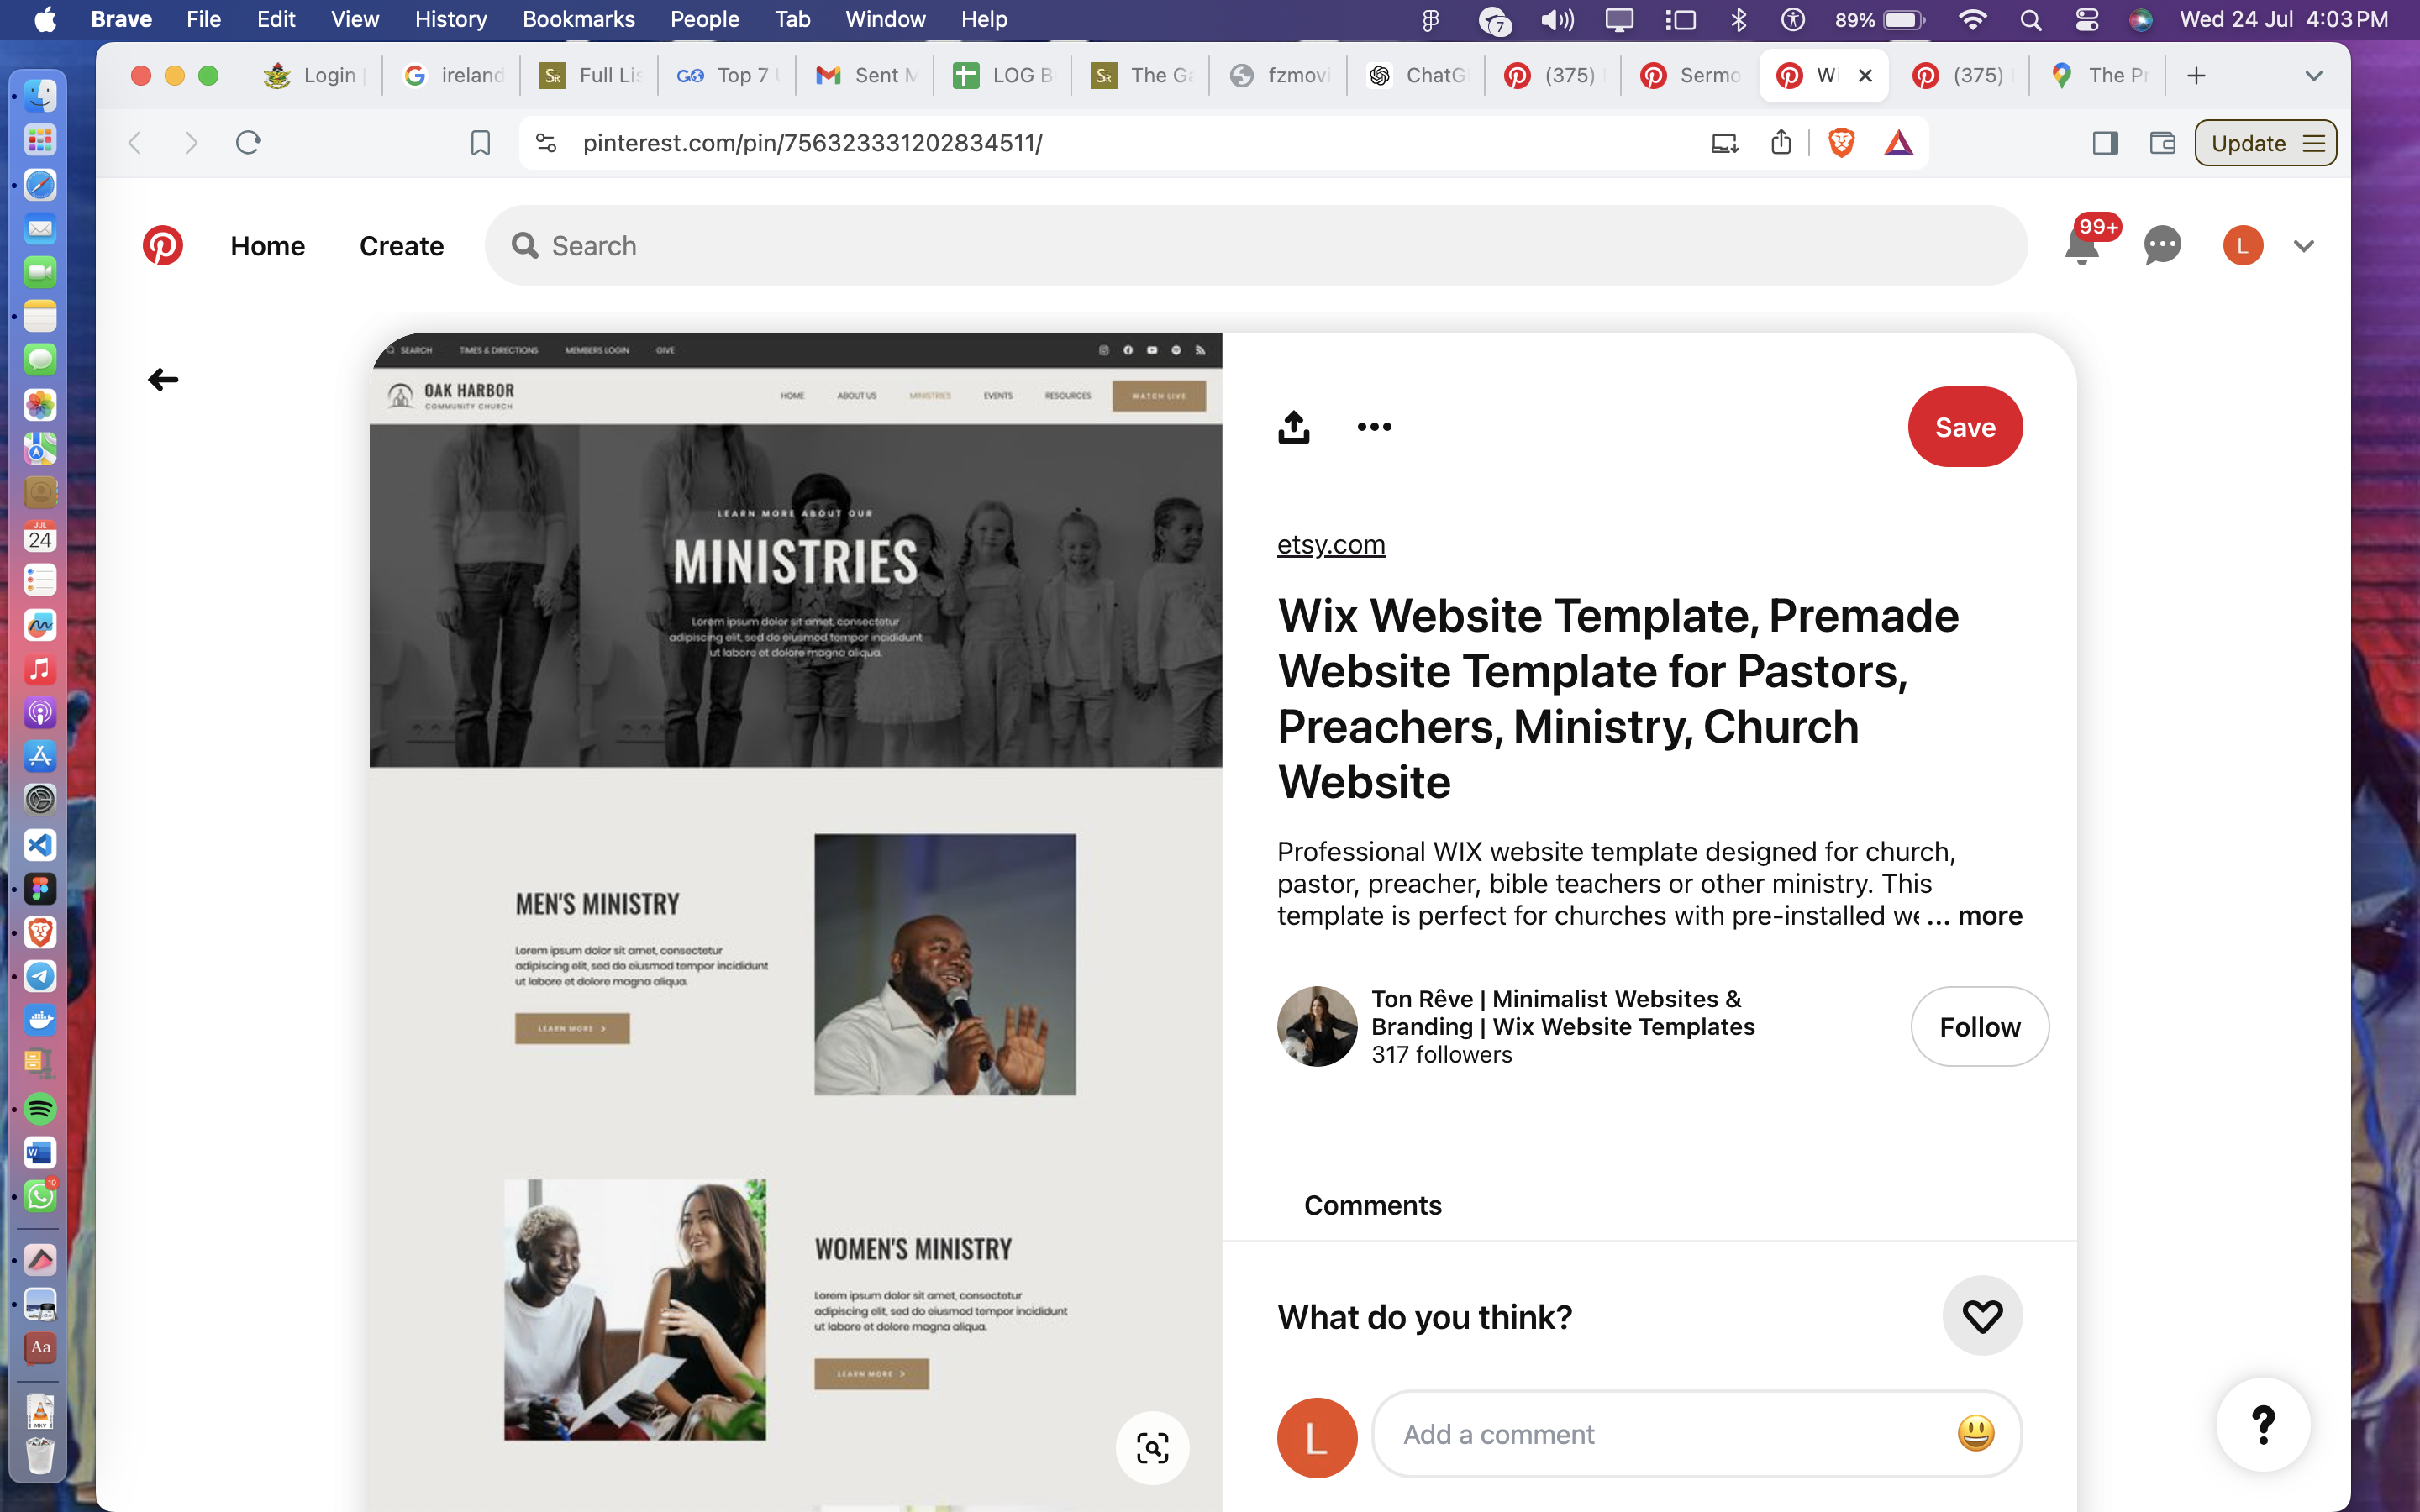 Brave File Edit View History Bookmarks People Tab Window Help 7 89% Wed 24 Jul 4:03 PM
Login ireland Full Lis Top 7 Sent M LOG B The Ga fzmovi ChatG (375) Sermo Wi (375) The Pr
pinterest.com/pin/756323331202834511/
Update
Home Create Search 99+ L
SEARCH TIMES & DIRECTIONS MEMBERS LOGIN GIVE
OAK HARBOR
COMMUNITY CHURCH
HOME ABOUT US MINISTRIES EVENTS RESOURCES WATCH LIVE
LEARN MORE ABOUT OUR
MINISTRIES
Lorem ipsum dolor sit amet, consectetur
adipiscing elit, sed do eiusmod tempor incididunt
ut labore et dolore magna aliqua.
MEN'S MINISTRY
Lorem ipsum dolor sit amet, consectetur
adipiscing elit, sed do eiusmod tempor incididunt
ut labore et dolore magna aliqua.
LEARN MORE >
WOMEN'S MINISTRY
Lorem ipsum dolor sit amet, consectetur
adipiscing elit, sed do eiusmod tempor incididunt
ut labore et dolore magna aliqua.
LEARN MORE >
Save
etsy.com
Wix Website Template, Premade
Website Template for Pastors,
Preachers, Ministry, Church
Website
Professional WIX website template designed for church,
pastor, preacher, bible teachers or other ministry. This
template is perfect for churches with pre-installed we ... more
Ton Rêve | Minimalist Websites &
Branding | Wix Website Templates
317 followers
Follow
Comments
What do you think?
L
Add a comment
?
JUL
24
W
10
Aa
MKV